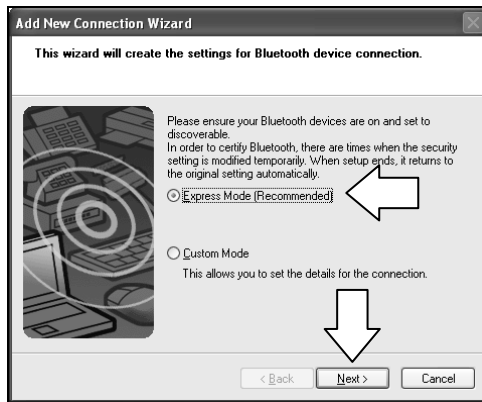 Add New Connection Wizard
This wizard will create the settings for Bluetooth device connection.
Please ensure your Bluetooth devices are on and set to
discoverable.
In order to certify Bluetooth, there are times when the security
setting is modified temporarily. When setup ends, it returns to
the original setting automatically.
Express Mode (Recommended)
Custom Mode
This allows you to set the details for the connection.
< Back Next > Cancel